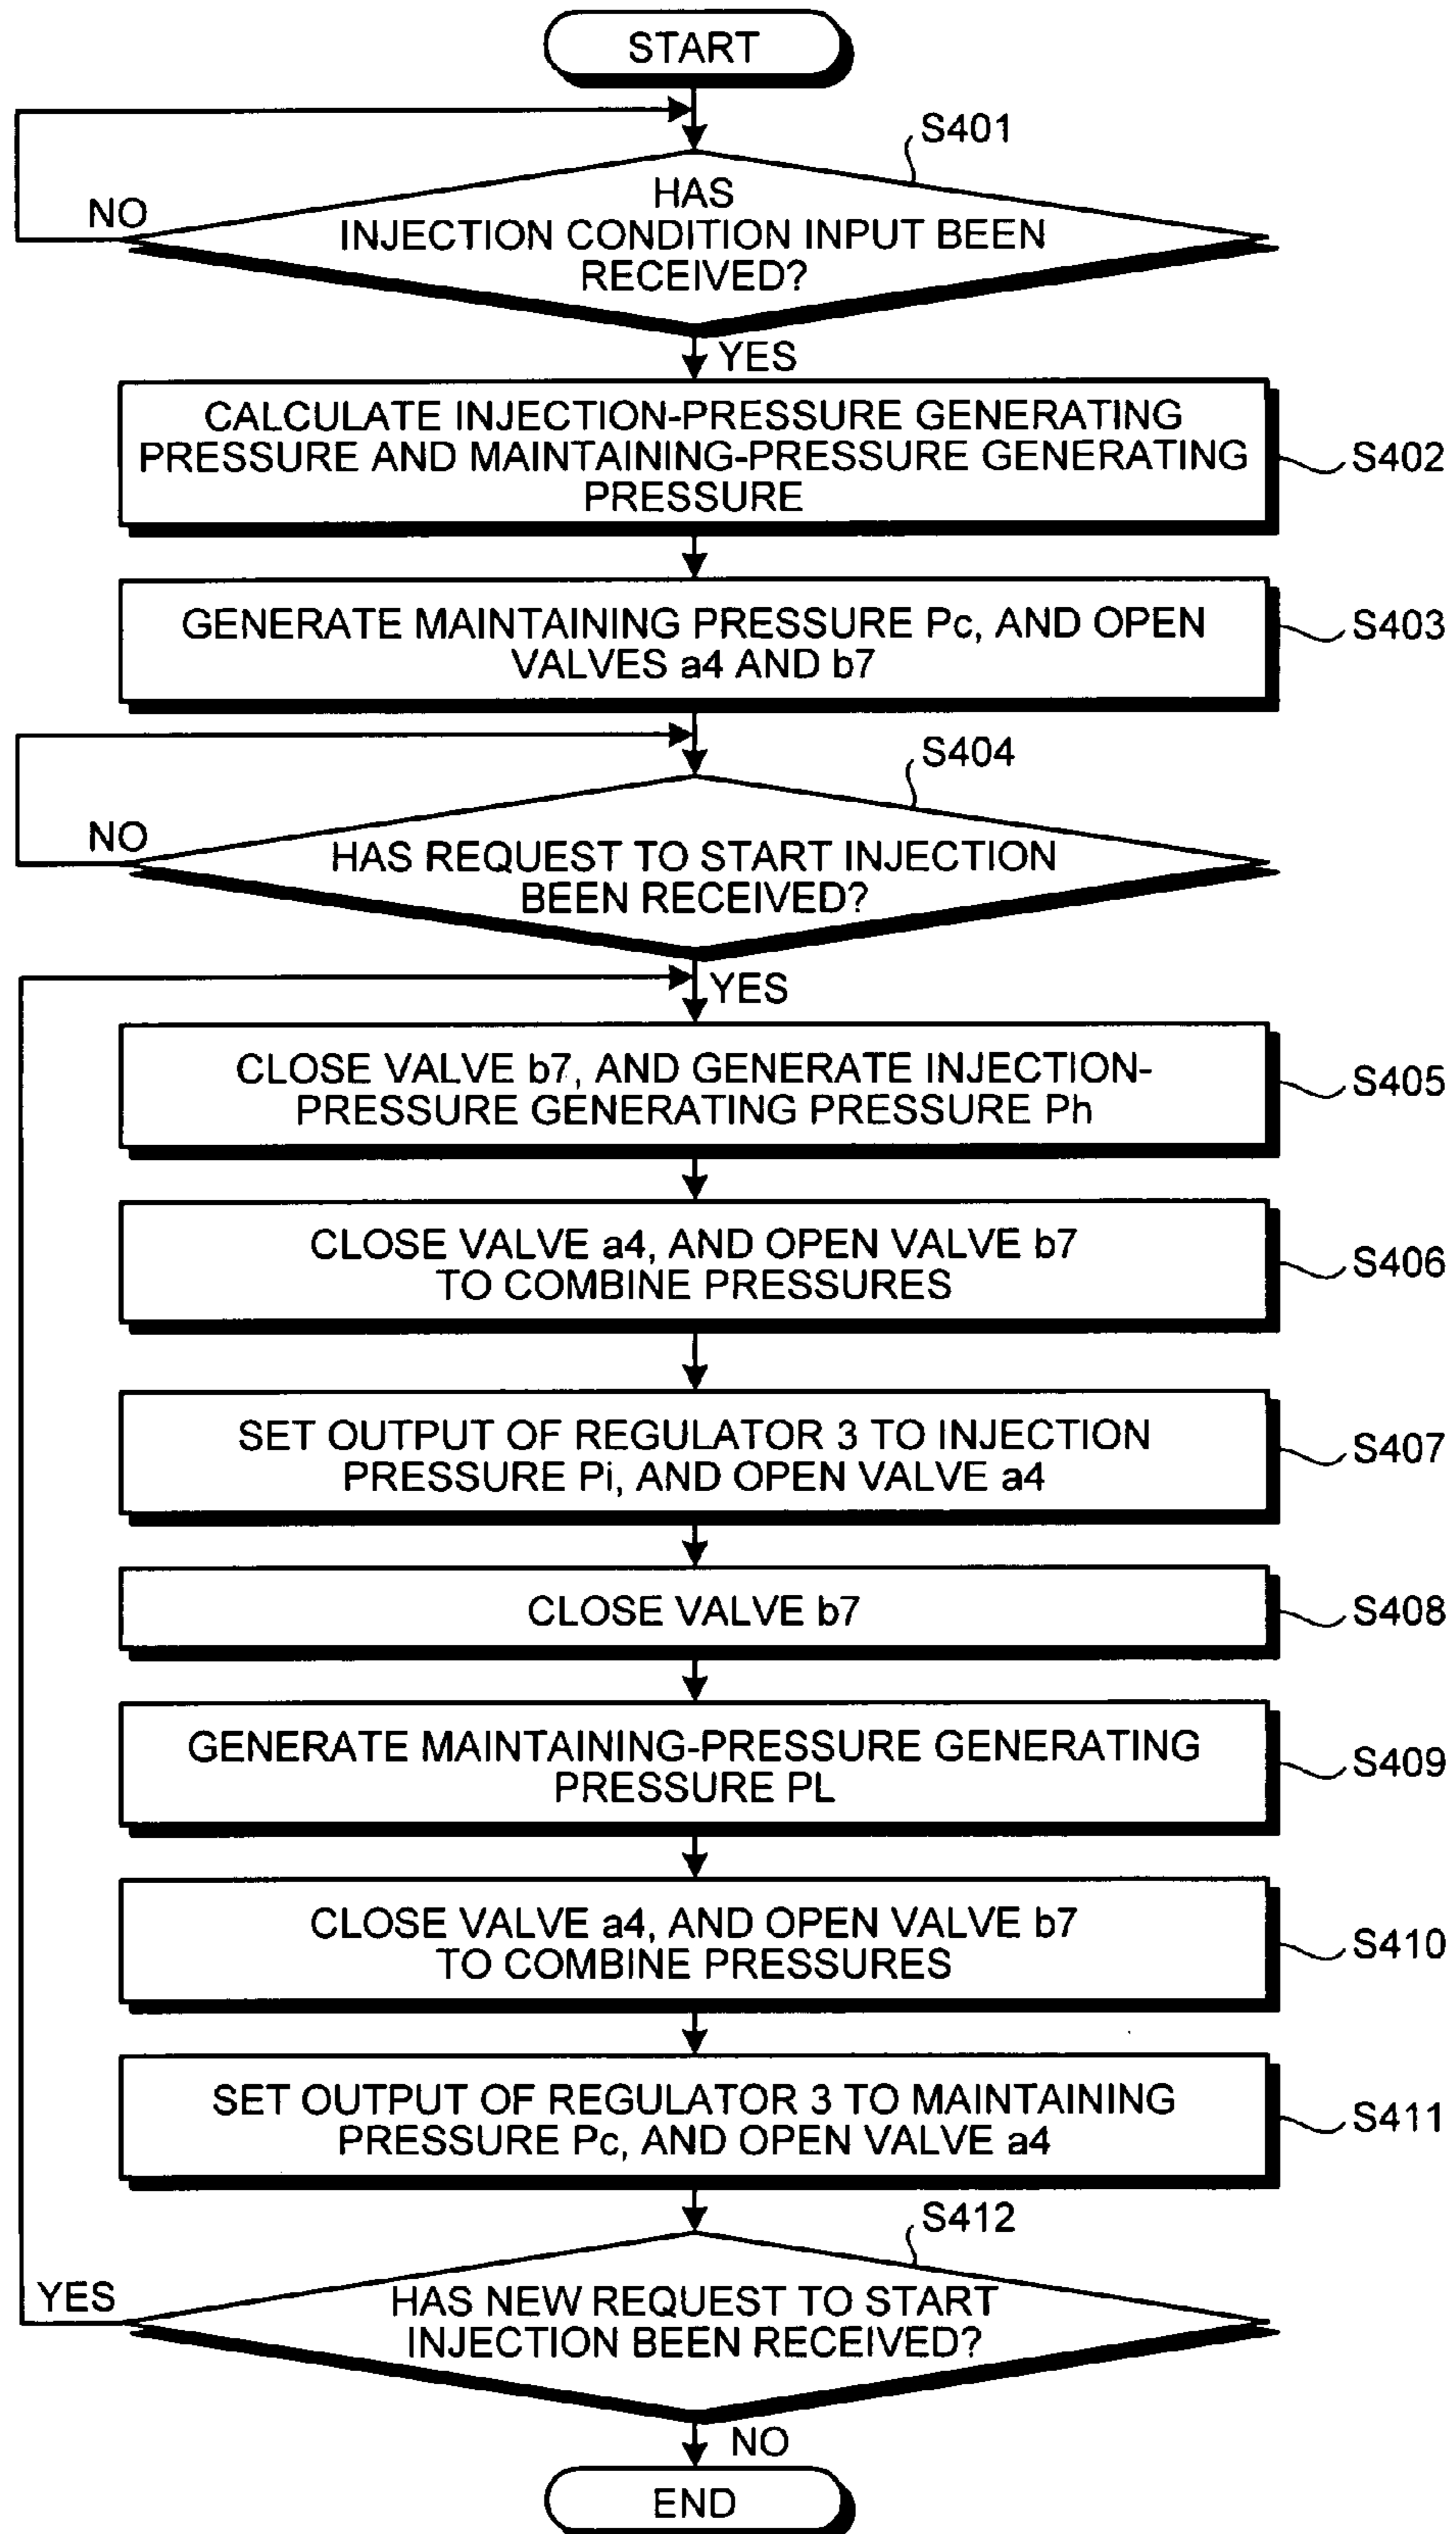 START
S401
NO
HAS
INJECTION CONDITION INPUT BEEN
RECEIVED?
YES
CALCULATE INJECTION-PRESSURE GENERATING
PRESSURE AND MAINTAINING-PRESSURE GENERATING
PRESSURE
S402
GENERATE MAINTAINING PRESSURE Pc, AND OPEN
VALVES a4 AND b7
S403
S404
NO
HAS REQUEST TO START INJECTION
BEEN RECEIVED?
YES
CLOSE VALVE b7, AND GENERATE INJECTION-
PRESSURE GENERATING PRESSURE Ph
S405
CLOSE VALVE a4, AND OPEN VALVE b7
TO COMBINE PRESSURES
S406
SET OUTPUT OF REGULATOR 3 TO INJECTION
PRESSURE Pi, AND OPEN VALVE a4
S407
CLOSE VALVE b7
S408
GENERATE MAINTAINING-PRESSURE GENERATING
PRESSURE PL
S409
CLOSE VALVE a4, AND OPEN VALVE b7
TO COMBINE PRESSURES
S410
SET OUTPUT OF REGULATOR 3 TO MAINTAINING
PRESSURE Pc, AND OPEN VALVE a4
S411
S412
YES
HAS NEW REQUEST TO START
INJECTION BEEN RECEIVED?
NO
END